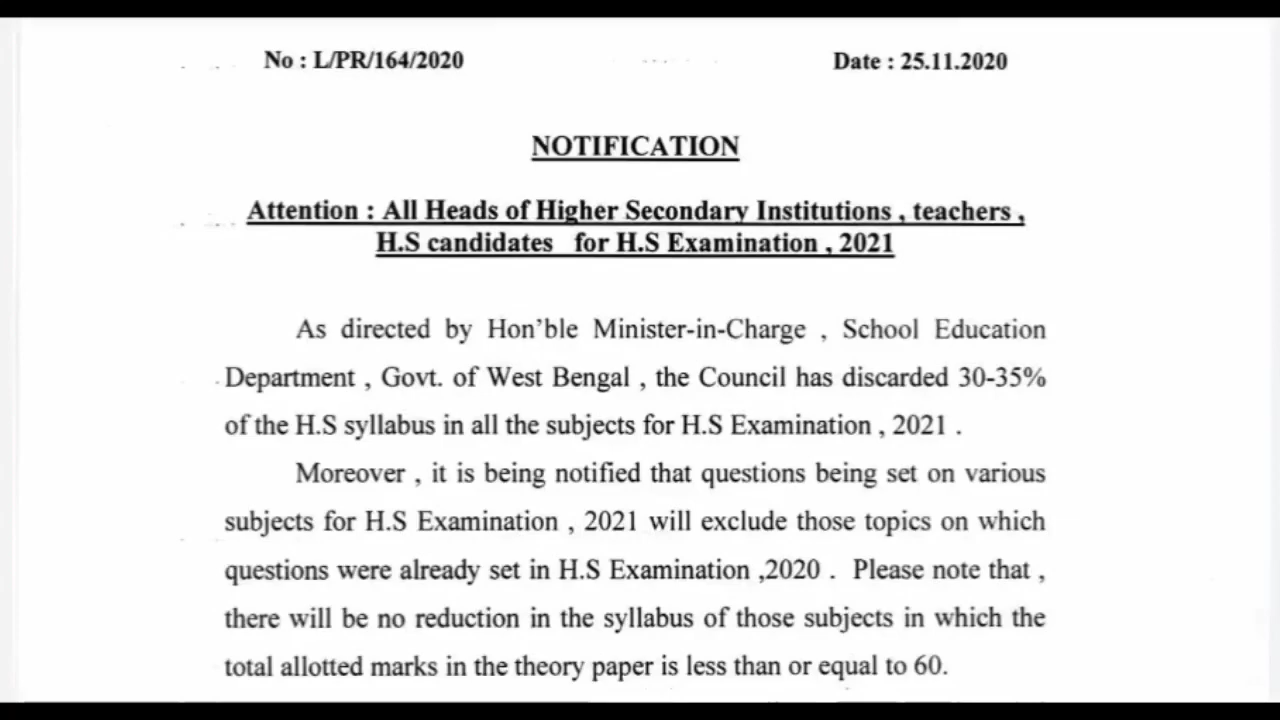 No : L/PR/164/2020 Date : 25.11.2020
NOTIFICATION
Attention : All Heads of Higher Secondary Institutions , teachers ,
H.S candidates for H.S Examination , 2021
As directed by Hon'ble Minister-in-Charge , School Education
Department , Govt. of West Bengal , the Council has discarded 30-35%
of the H.S syllabus in all the subjects for H.S Examination , 2021 .
Moreover , it is being notified that questions being set on various
subjects for H.S Examination , 2021 will exclude those topics on which
questions were already set in H.S Examination ,2020 . Please note that ,
there will be no reduction in the syllabus of those subjects in which the
total allotted marks in the theory paper is less than or equal to 60.